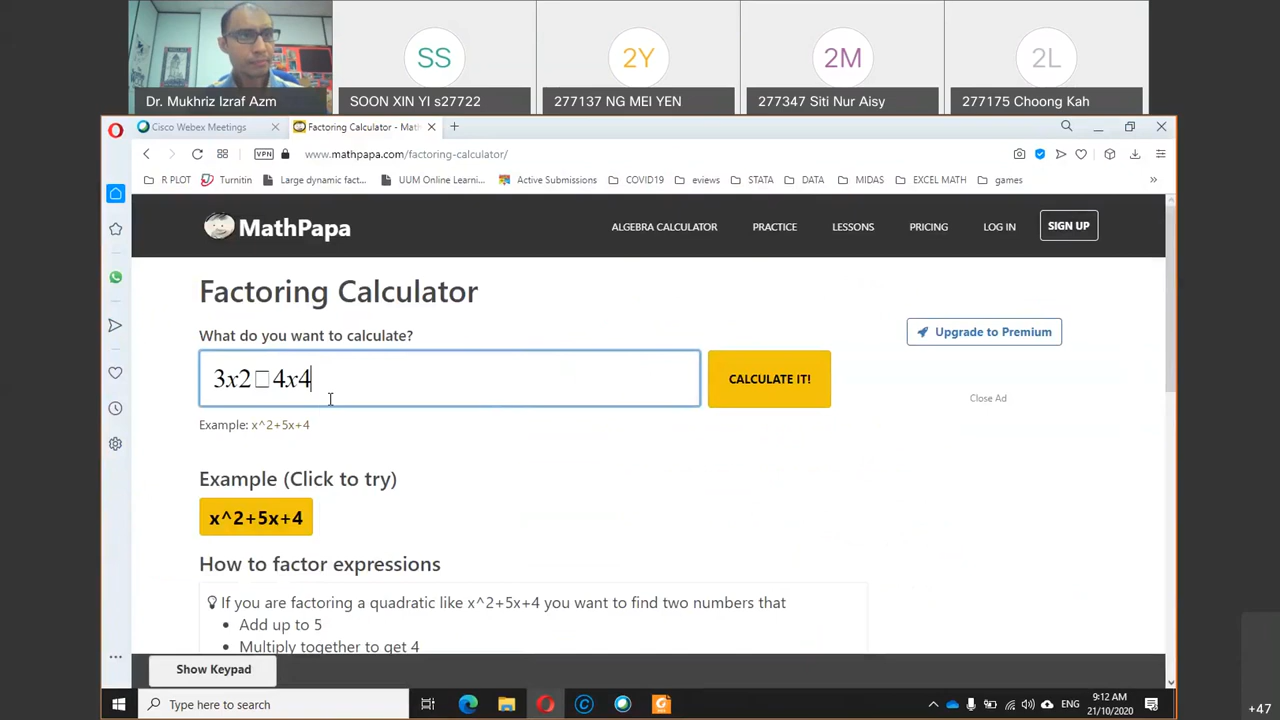 SS
2Y
2M
2L
Dr. Mukhriz Izraf Azm
SOON XIN YI s27722
277137 NG MEI YEN
277347 Siti Nur Aisy
277175 Choong Kah
Cisco Webex Meetings
Factoring Calculator - Math
VPN
www.mathpapa.com/factoring-calculator/
R PLOT
Turnitin
Large dynamic fact...
UUM Online Learni...
Active Submissions
COVID19
eviews
STATA
DATA
MIDAS
EXCEL MATH
games
»
MathPapa
ALGEBRA CALCULATOR
PRACTICE
LESSONS
PRICING
LOG IN
SIGN UP
Factoring Calculator
What do you want to calculate?
Upgrade to Premium
3x2□4x4
CALCULATE IT!
Close Ad
Example: x^2+5x+4
Example (Click to try)
x^2+5x+4
How to factor expressions
If you are factoring a quadratic like x^2+5x+4 you want to find two numbers that
• Add up to 5
• Multiply together to get 4
Show Keypad
Type here to search
ENG
9:12 AM
21/10/2020
+47